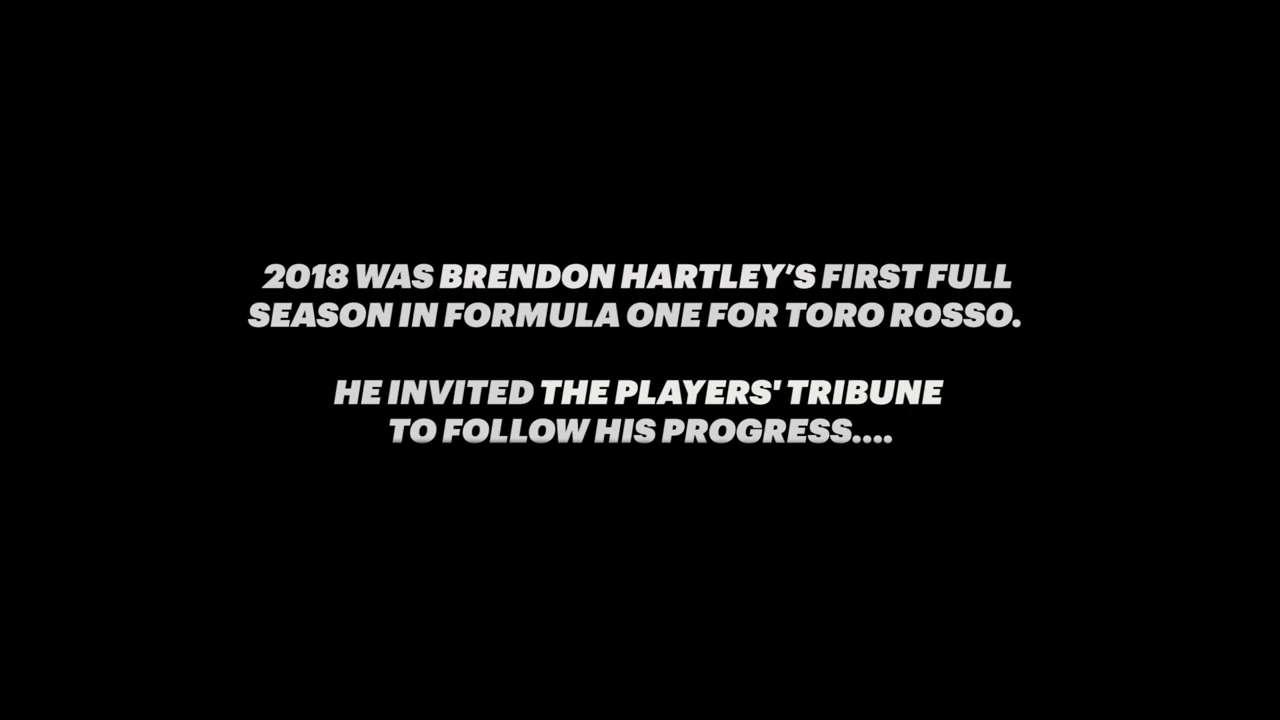 2018 WAS BRENDON HARTLEY’S FIRST FULL
SEASON IN FORMULA ONE FOR TORO ROSSO.
HE INVITED THE PLAYERS' TRIBUNE
TO FOLLOW HIS PROGRESS....